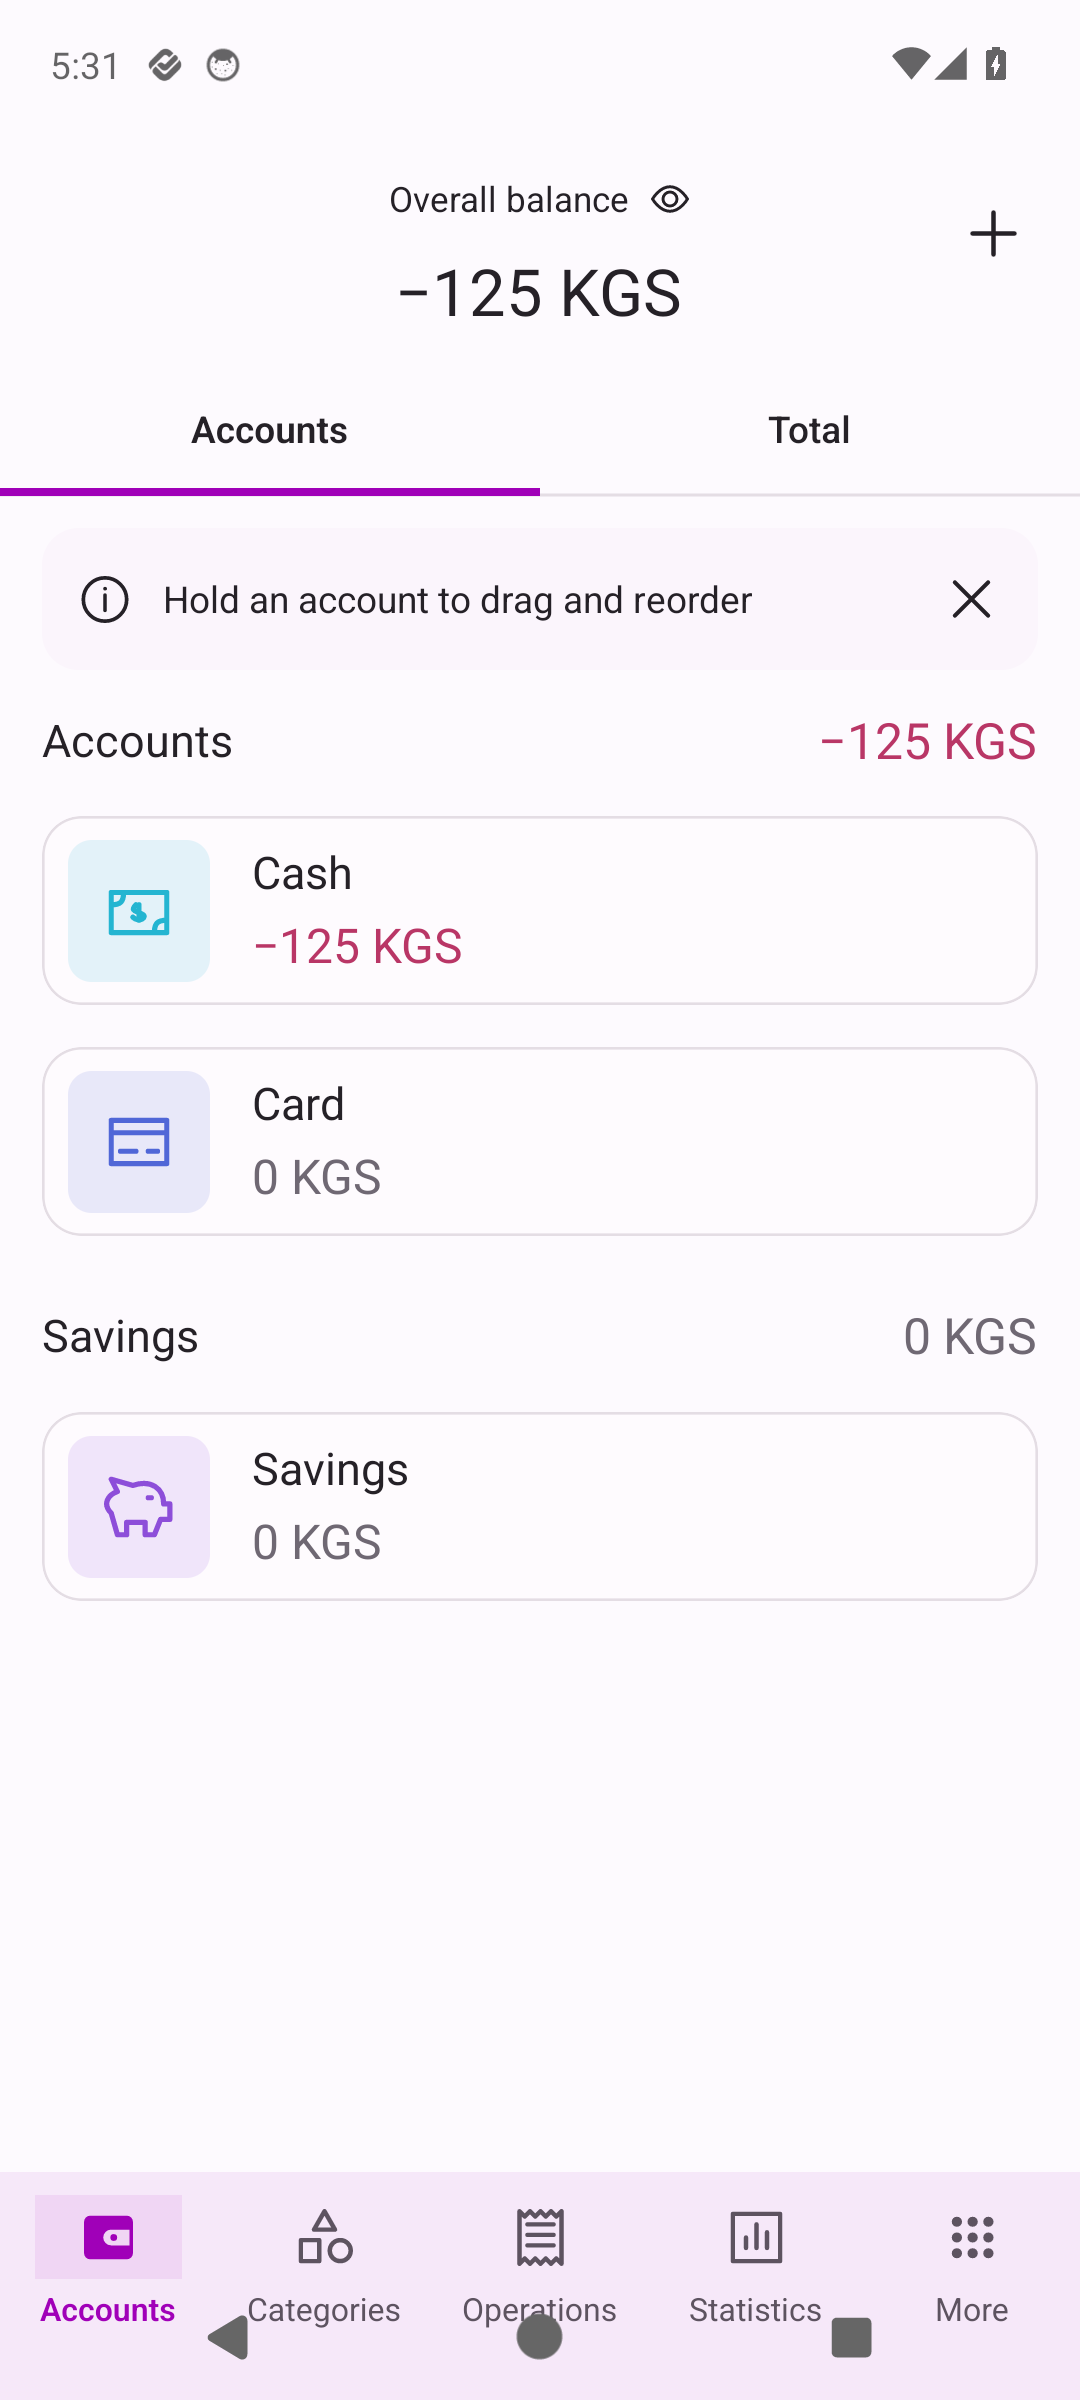 5:31
Overall balance
−125 KGS
Accounts
Total
Hold an account to drag and reorder
Accounts
−125 KGS
Cash
−125 KGS
Card
0 KGS
Savings
0 KGS
Savings
0 KGS
Accounts
Categories
Operations
Statistics
More